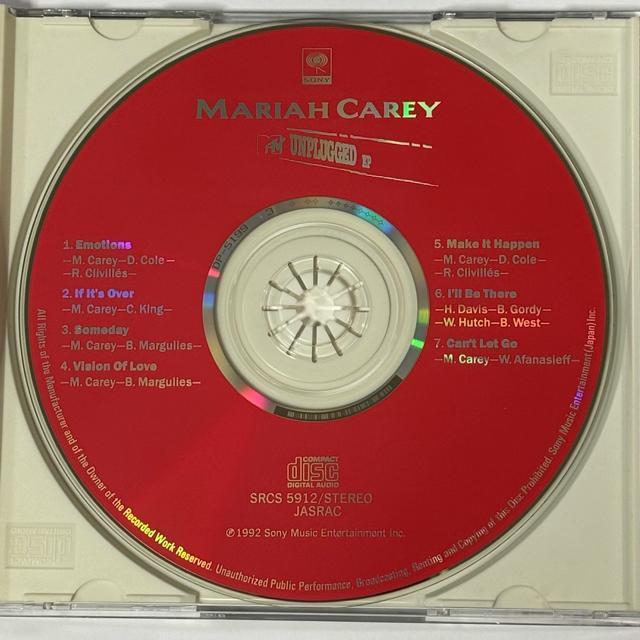 SONY
MARIAH CAREY
MTV UNPLUGGED EP
1. Emotions
—M. Carey—D. Cole—
—R. Clivillés—
2. If It's Over
—M. Carey—C. King—
3. Someday
—M. Carey—B. Margulies—
4. Vision Of Love
—M. Carey—B. Margulies—
5. Make It Happen
—M. Carey—D. Cole—
—R. Clivillés—
6. I'll Be There
—H. Davis—B. Gordy—
—W. Hutch—B. West—
7. Can't Let Go
—M. Carey—W. Afanasieff—
DP-5199
COMPACT
disc
DIGITAL AUDIO
SRCS 5912/STEREO
JASRAC
℗1992 Sony Music Entertainment Inc.
All Rights of the Manufacturer and of the Owner of the Recorded Work Reserved. Unauthorized Public Performance, Broadcasting, Renting and Copying of this Disc Prohibited. Sony Music Entertainment (Japan) Inc.